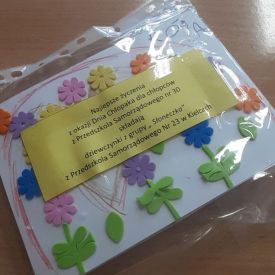 Najlepsze życzenia
z okazji Dnia Chłopaka dla chłopców
z Przedszkola Samorządowego nr 30
składają
dziewczynki z grupy „Słoneczko"
z Przedszkola Samorządowego Nr 23 w Kielcach